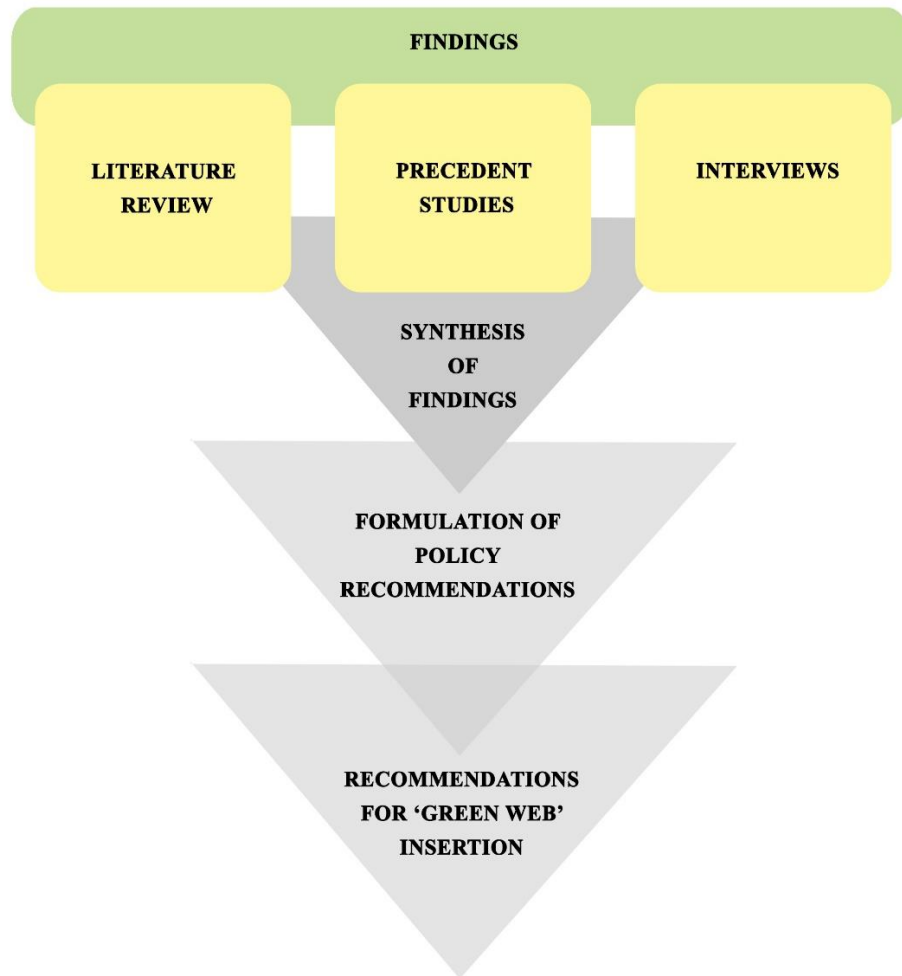 FINDINGS
LITERATURE
REVIEW
PRECEDENT
STUDIES
INTERVIEWS
SYNTHESIS
OF
FINDINGS
FORMULATION OF
POLICY
RECOMMENDATIONS
RECOMMENDATIONS
FOR ‘GREEN WEB’
INSERTION